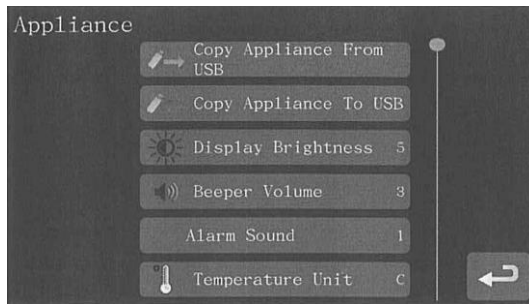 Appliance
Copy Appliance From
USB
Copy Appliance To USB
Display Brightness 5
Beeper Volume 3
Alarm Sound 1
Temperature Unit C